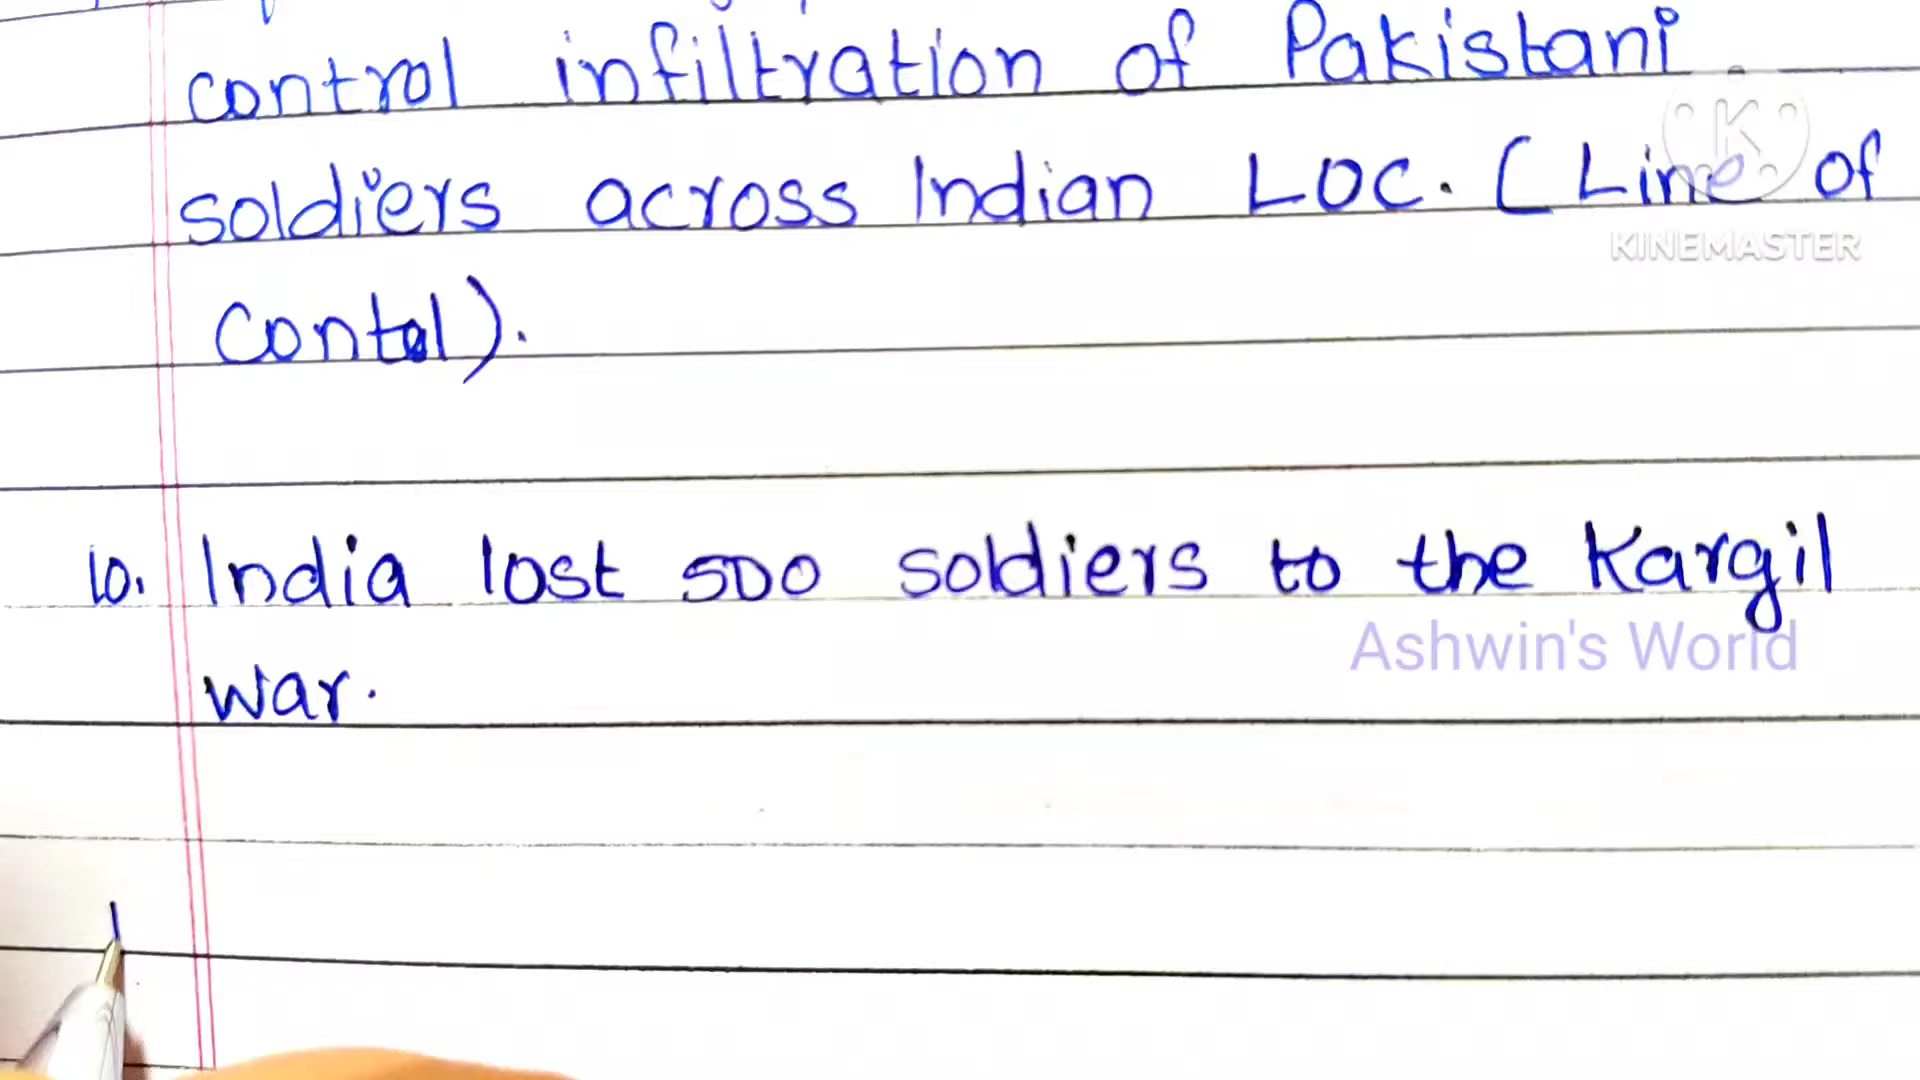 control infiltration of Pakistani
soldiers across Indian LOC. (Line of
KINEMASTER
Contol).
10. India lost 500 soldiers to the Kargil
Ashwin's World
war.